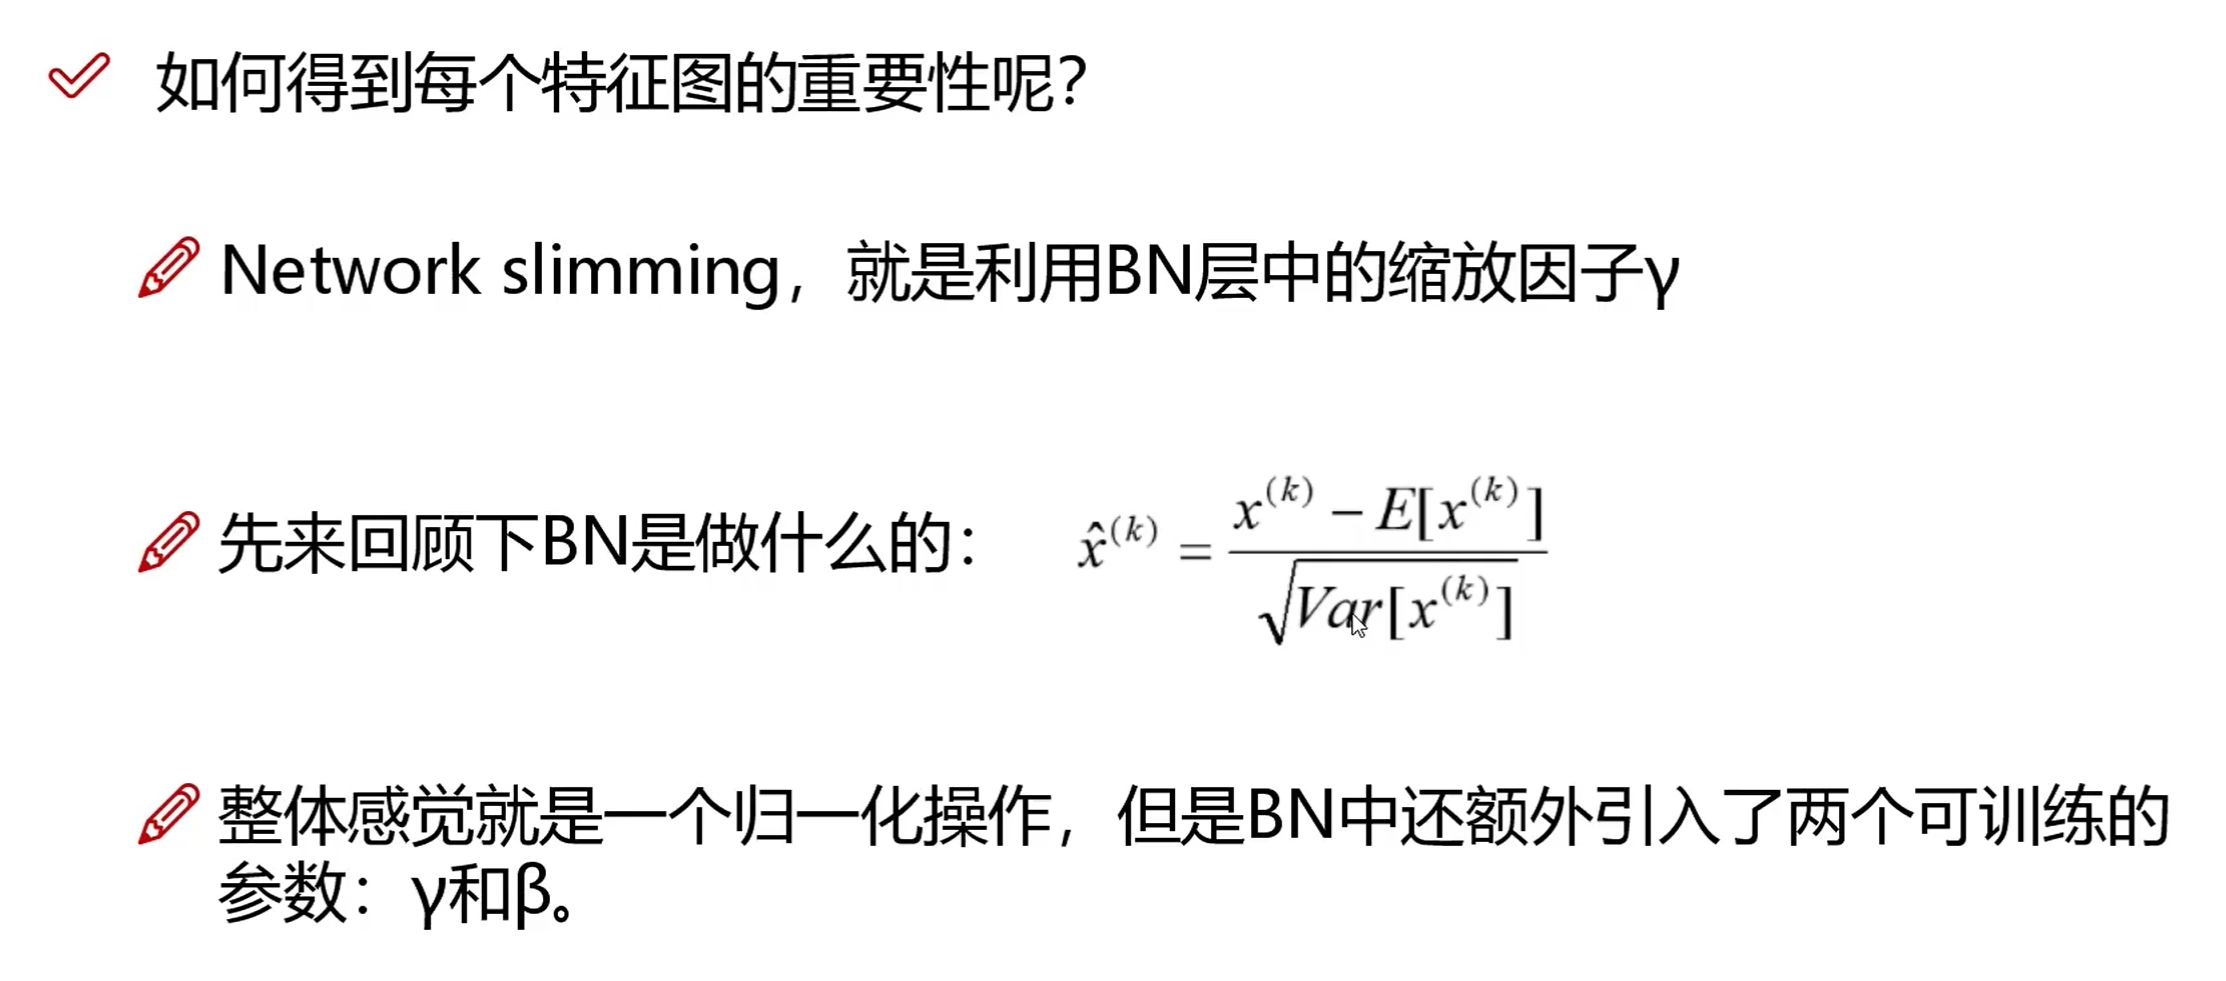 如何得到每个特征图的重要性呢?
Network slimming，就是利用BN层中的缩放因子γ
先来回顾下BN是做什么的： x̂^(k) = (x^(k) − E[x^(k)]) / √Var[x^(k)]
整体感觉就是一个归一化操作，但是BN中还额外引入了两个可训练的
参数：γ和β。